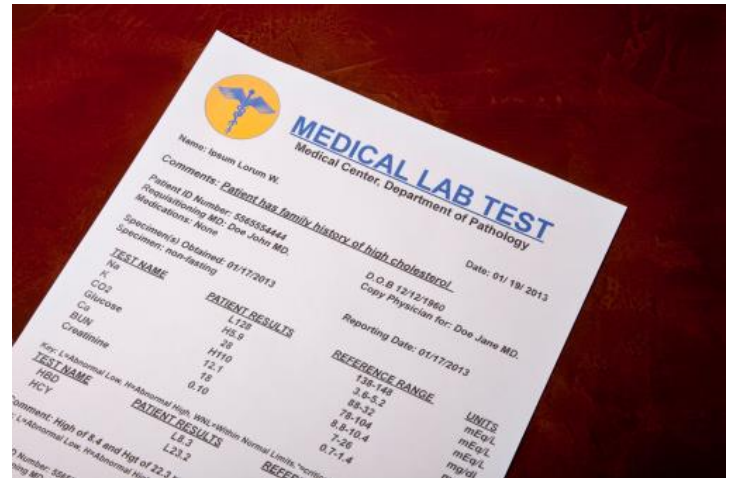 MEDICAL LAB TEST
Medical Center, Department of Pathology
Name: Ipsum Lorum W. Date: 01/ 19/ 2013
Comments: Patient has family history of high cholesterol
Patient ID Number: 5565554444 D.O.B 12/12/1960
Requisitioning MD: Doe John MD. Copy Physician for: Doe Jane MD.
Medications: None
Specimen(s) Obtained: 01/17/2013 Reporting Date: 01/17/2013
Specimen: non-fasting
TEST NAME PATIENT RESULTS REFERENCE RANGE UNITS
Na L128 138-148 mEq/L
K H5.9 3.6-5.2 mEq/L
CO2 28 88-32 mEq/L
Glucose H110 78-104 mg/dl
Ca 12.1 8.8-10.4
BUN 18 7-26
Creatinine 0.10 0.7-1.4
Key: L=Abnormal Low, H=Abnormal High, WNL=Within Normal Limits.
TEST NAME PATIENT RESULTS
HBD L8.3
HCY L23.2
Comment: High of 8.4 and Hgt of 22.3
L=Abnormal Low, H=Abnormal
Number:
MD: